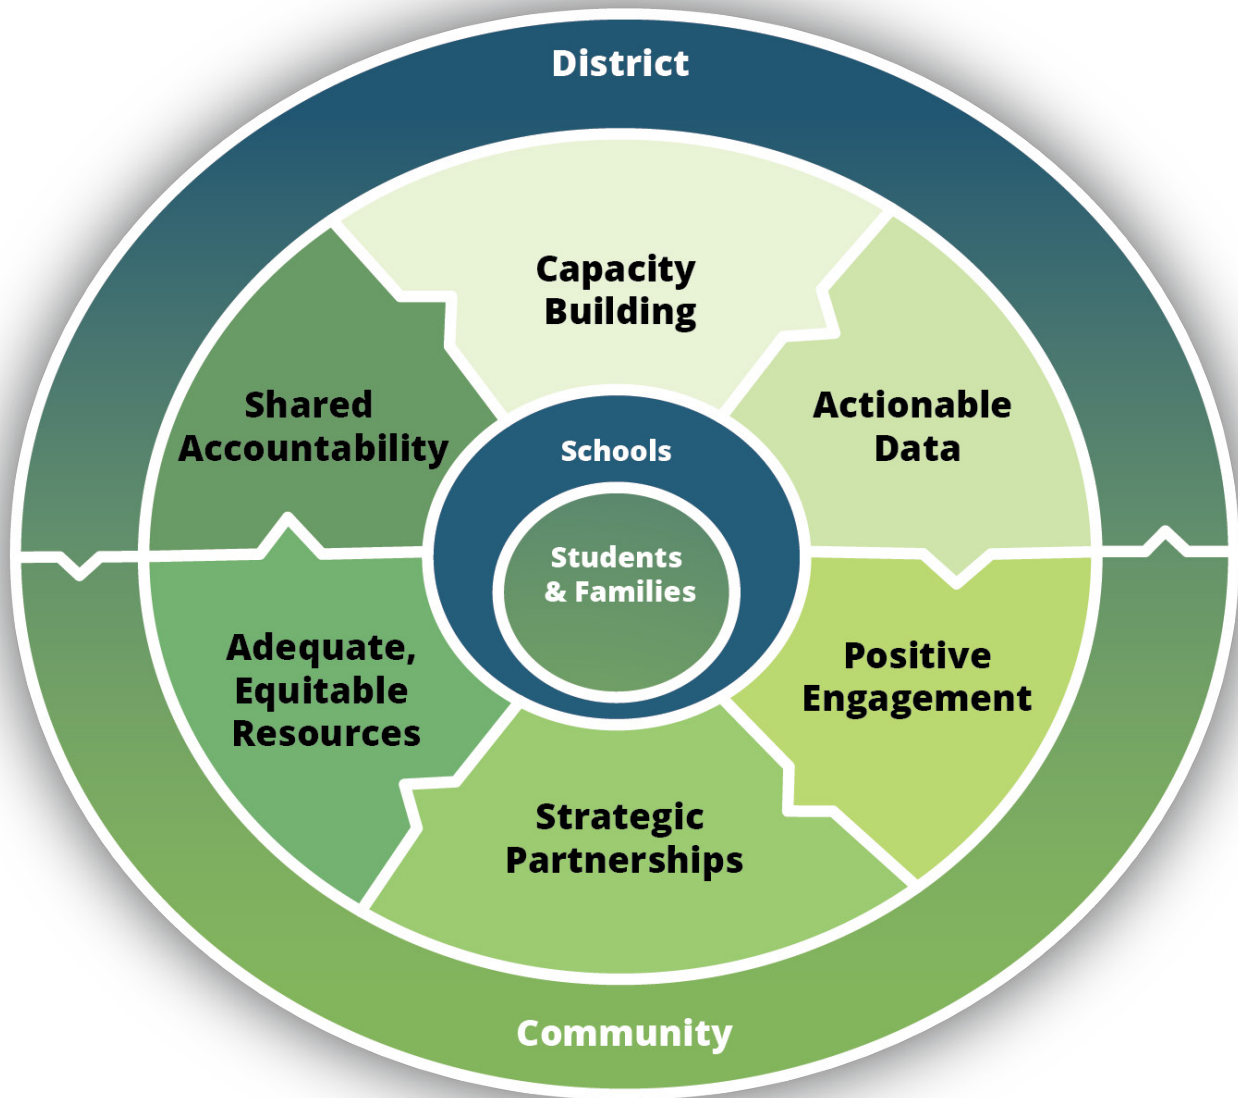 District
Capacity
Building
Shared
Accountability
Actionable
Data
Schools
Students
& Families
Adequate,
Equitable
Resources
Positive
Engagement
Strategic
Partnerships
Community